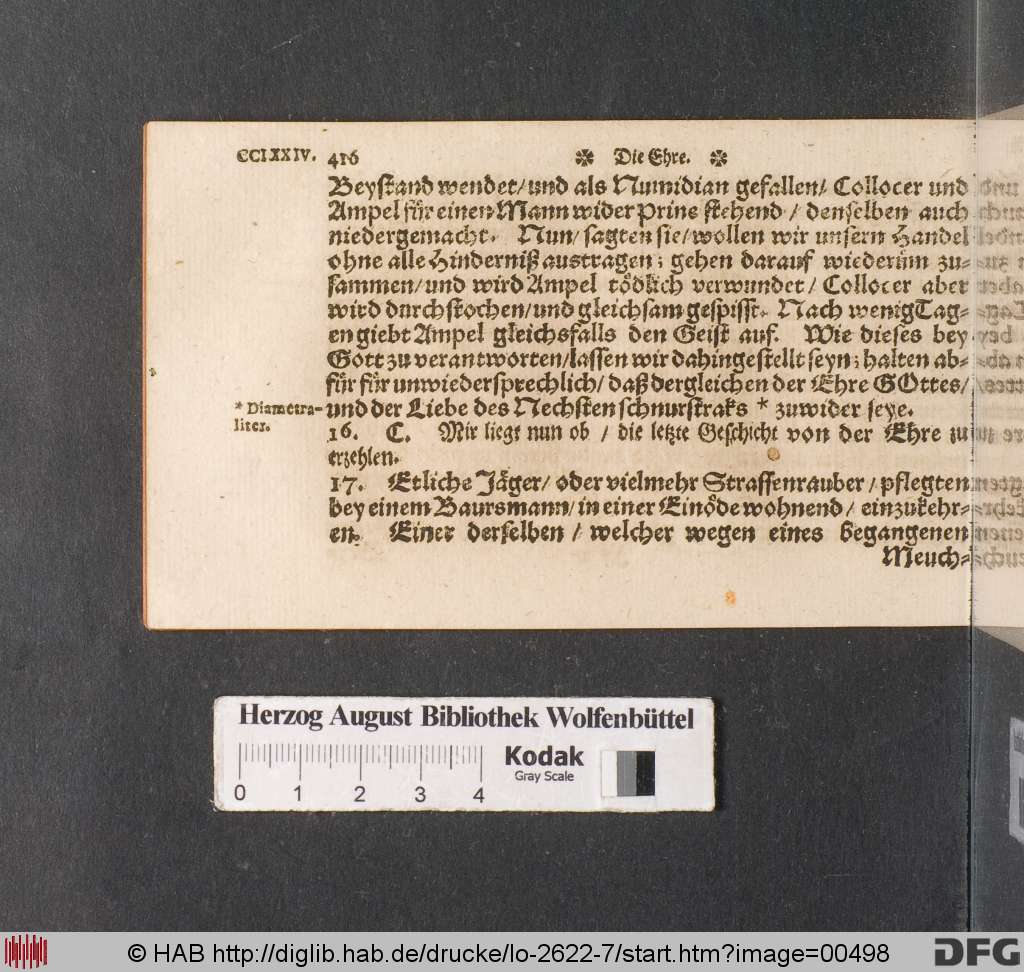 CCLXXIV. 416 ✲ Die Ehre. ✲
Beystand wendet/ und als Numidian gefallen/ Collocer und
Ampel für einen Mann wider Prine stehend / denselben auch
niedergemacht. Nun/ sagten sie/ wollen wir unsern Handel
ohne alle Hinderniß austragen; gehen darauf wiederüm zu-
sammen/ und wird Ampel tödlich verwundet/ Collocer aber
wird durchstochen/ und gleichsam gespisst. Nach wenig Tag-
en giebt Ampel gleichsfalls den Geist auf. Wie dieses bey
Gott zu verantworten/ lassen wir dahingestellt seyn; halten ab-
für für unwiedersprechlich/ daß dergleichen der Ehre GOttes/
* Diametra- und der Liebe des Nechsten schnurstraks * zuwider seye.
liter.
16. C. Mir liegt nun ob / die letzte Geschicht von der Ehre zu
erzehlen.
17. Etliche Jäger/ oder vielmehr Strassenrauber / pflegten
bey einem Baursmann/ in einer Einöde wohnend/ einzukehr-
en. Einer derselben / welcher wegen eines begangenen
Meuch-
Herzog August Bibliothek Wolfenbüttel
Kodak
Gray Scale
0 1 2 3 4
© HAB http://diglib.hab.de/drucke/lo-2622-7/start.htm?image=00498
DFG